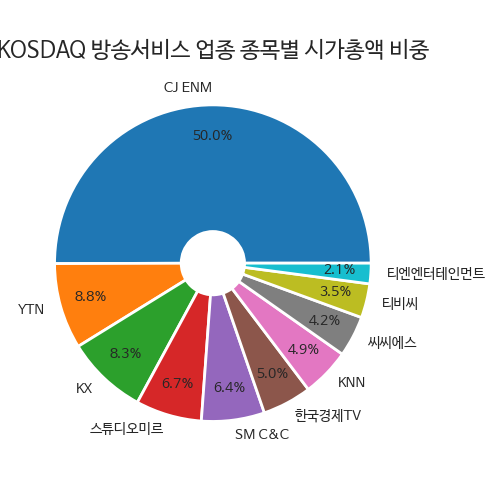 KOSDAQ 방송서비스 업종 종목별 시가총액 비중
CJ ENM
50.0%
YTN
8.8%
KX
8.3%
스튜디오미르
6.7%
SM C&C
6.4%
한국경제TV
5.0%
KNN
4.9%
씨씨에스
4.2%
티비씨
3.5%
티엔엔터테인먼트
2.1%